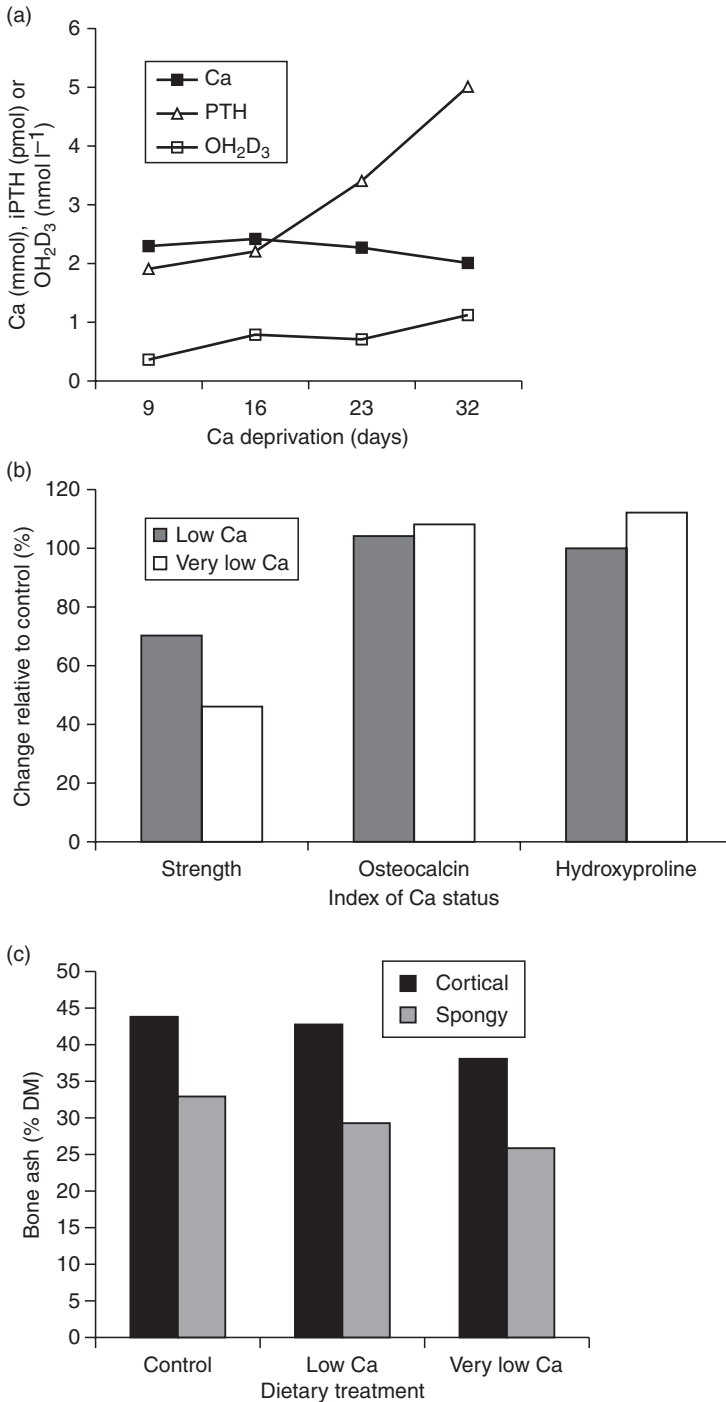 (a)
Ca (mmol), iPTH (pmol) or
OH₂D₃ (nmol l⁻¹)
6
5
4
3
2
1
0
Ca
PTH
OH₂D₃
9 16 23 32
Ca deprivation (days)
(b)
Change relative to control (%)
120
100
80
60
40
20
0
Low Ca
Very low Ca
Strength Osteocalcin Hydroxyproline
Index of Ca status
(c)
Bone ash (% DM)
50
45
40
35
30
25
20
15
10
5
0
Cortical
Spongy
Control Low Ca Very low Ca
Dietary treatment